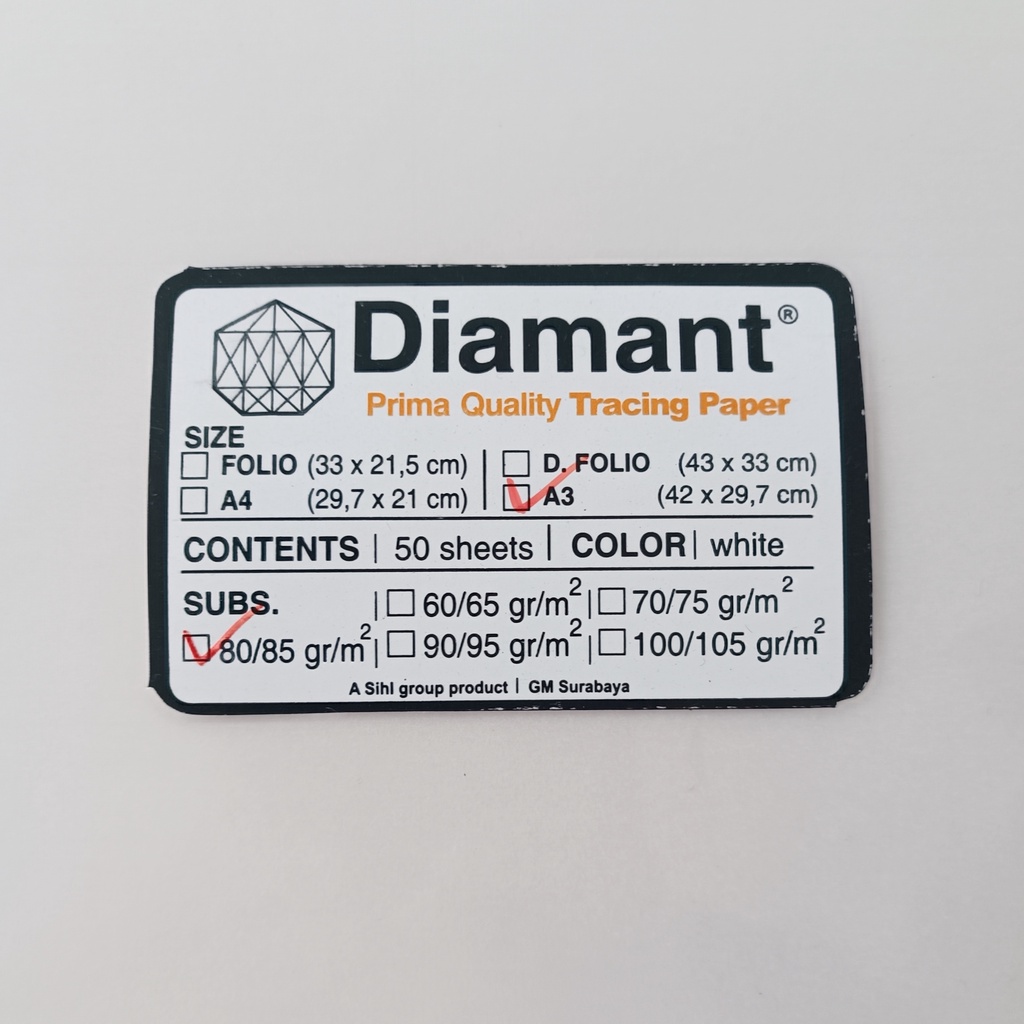 Diamant®
Prima Quality Tracing Paper
SIZE
FOLIO (33 x 21,5 cm) | D. FOLIO (43 x 33 cm)
A4 (29,7 x 21 cm) | A3 (42 x 29,7 cm)
CONTENTS | 50 sheets | COLOR | white
SUBS. | 60/65 gr/m² | 70/75 gr/m²
80/85 gr/m² | 90/95 gr/m² | 100/105 gr/m²
A Sihl group product | GM Surabaya